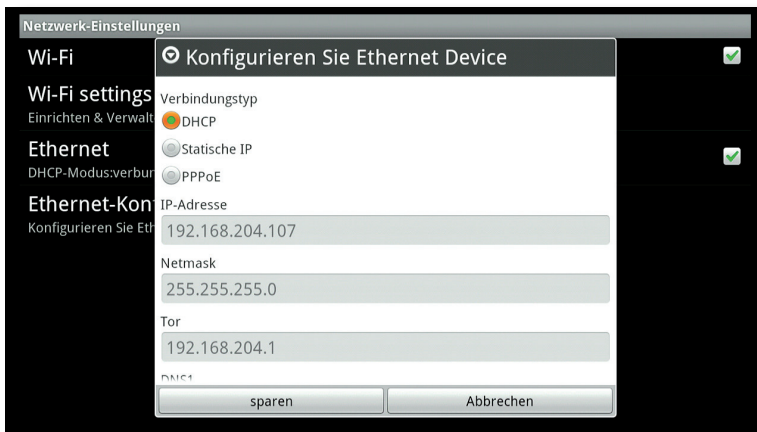 Netzwerk-Einstellungen
Wi-Fi
Wi-Fi settings
Einrichten & Verwalt
Ethernet
DHCP-Modus:verbur
Ethernet-Kon
Konfigurieren Sie Eth
Konfigurieren Sie Ethernet Device
Verbindungstyp
DHCP
Statische IP
PPPoE
IP-Adresse
192.168.204.107
Netmask
255.255.255.0
Tor
192.168.204.1
DNS1
sparen
Abbrechen